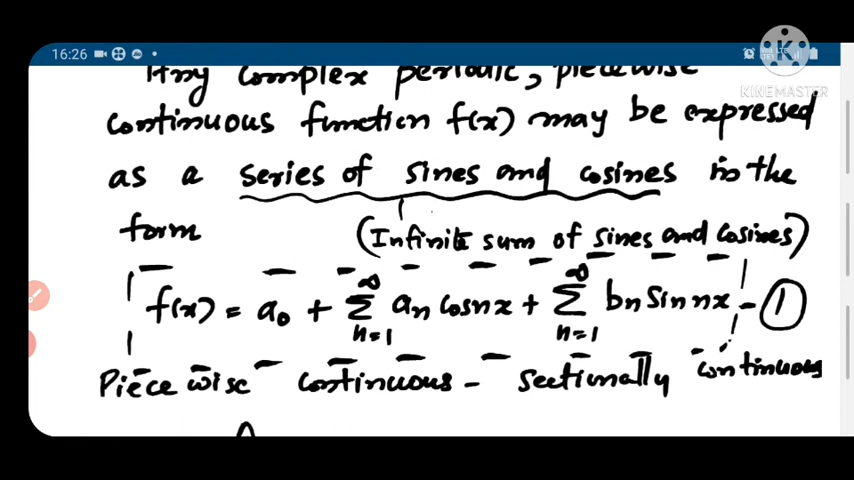 16:26
KINEMASTER
Any complex periodic, piecewise
continuous function f(x) may be expressed
as a series of sines and cosines in the
form (Infinite sum of sines and cosines)
f(x) = a₀ + ∑_{n=1}^{∞} aₙ cosnx + ∑_{n=1}^{∞} bₙ sin nx - ①
Piece wise continuous - sectionally continuous